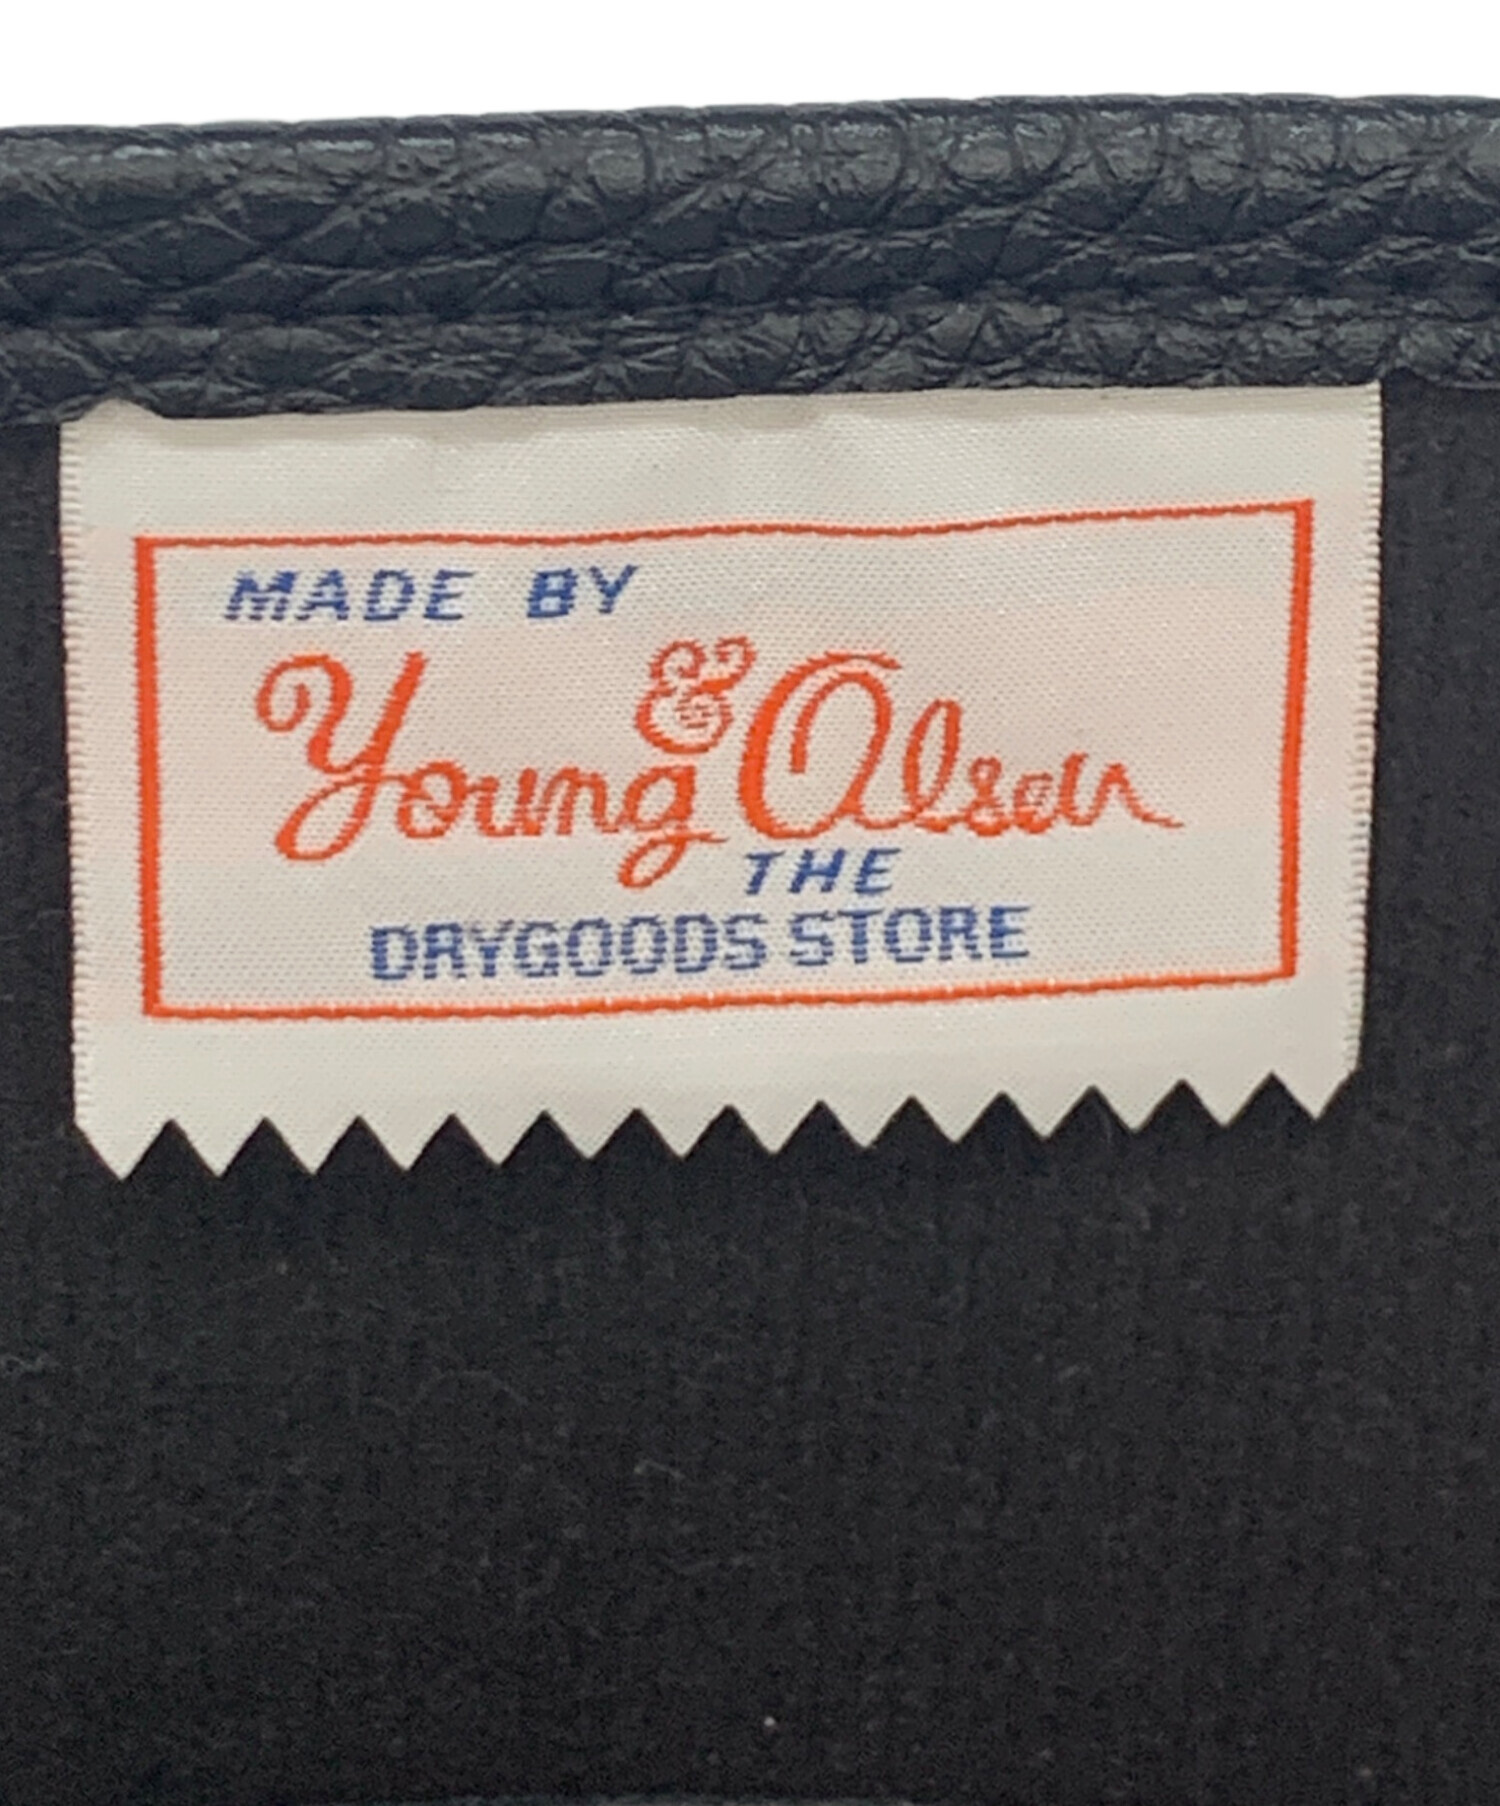 MADE BY
Young & Olsen
THE
DRYGOODS STORE